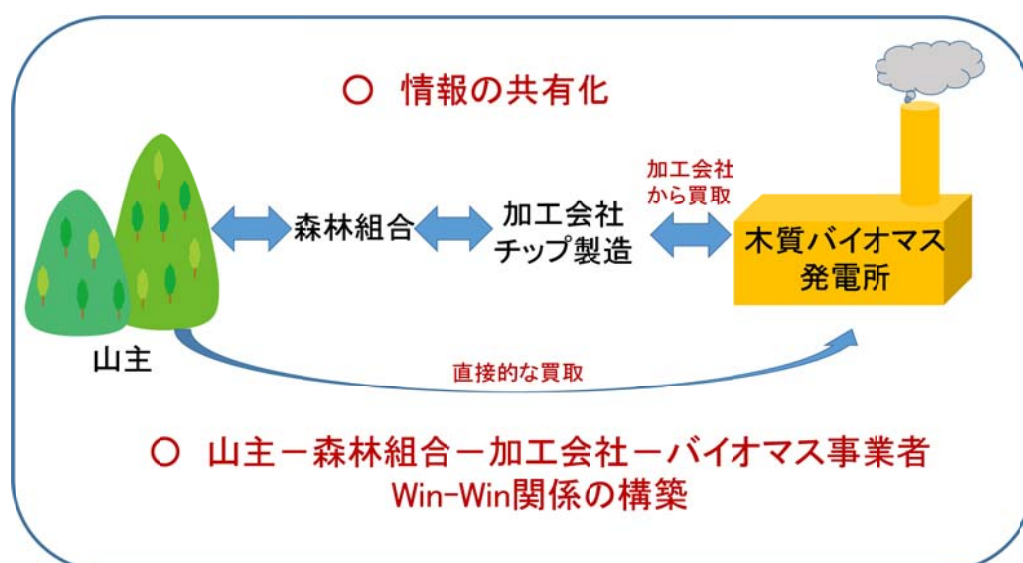 ○ 情報の共有化
加工会社
から買取
森林組合
加工会社
チップ製造
木質バイオマス
発電所
山主
直接的な買取
○ 山主－森林組合－加工会社－バイオマス事業者
Win-Win関係の構築